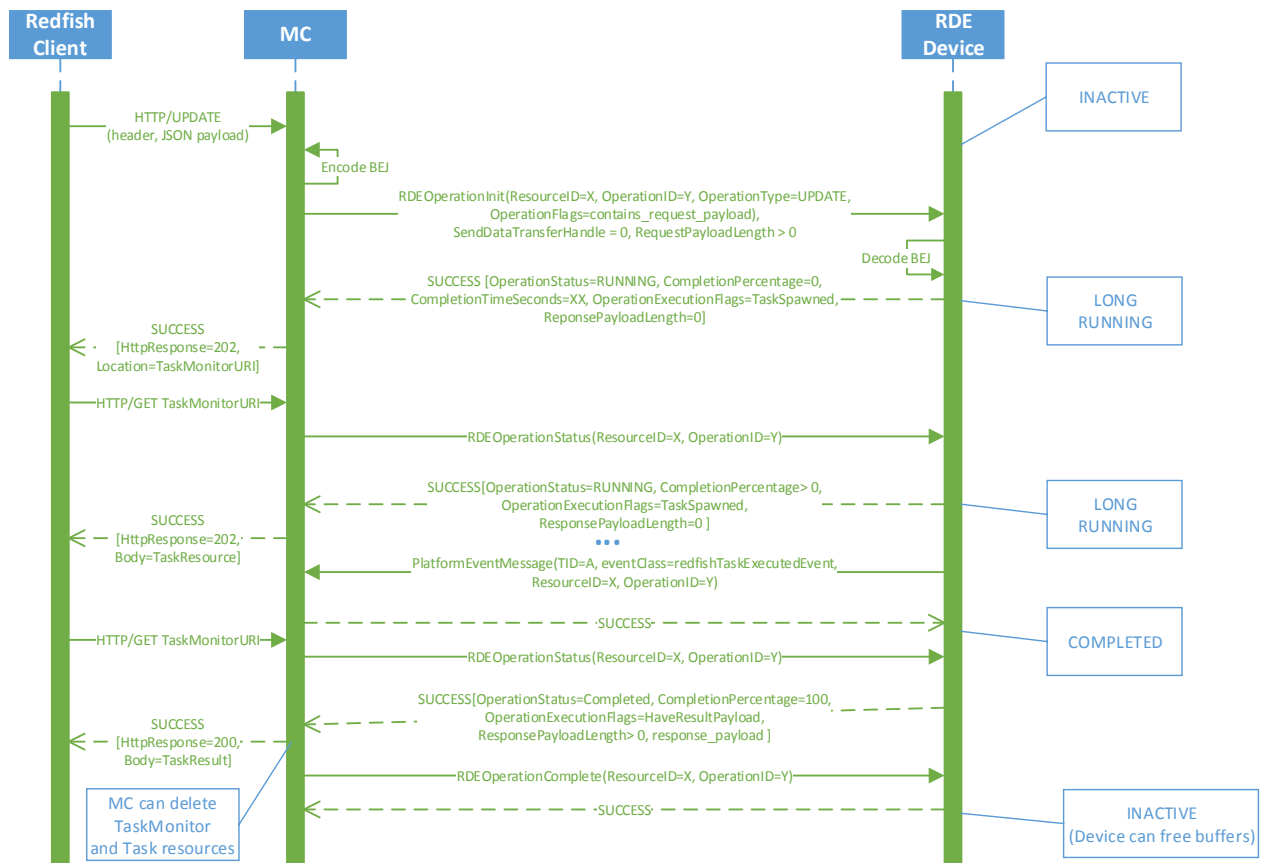 Redfish
Client
MC
RDE
Device
INACTIVE
HTTP/UPDATE
(header, JSON payload)
Encode BEJ
RDEOperationInit(ResourceID=X, OperationID=Y, OperationType=UPDATE,
OperationFlags=contains_request_payload),
SendDataTransferHandle = 0, RequestPayloadLength > 0
Decode BEJ
SUCCESS [OperationStatus=RUNNING, CompletionPercentage=0,
CompletionTimeSeconds=XX, OperationExecutionFlags=TaskSpawned,
ReponsePayloadLength=0]
LONG
RUNNING
SUCCESS
[HttpResponse=202,
Location=TaskMonitorURI]
HTTP/GET TaskMonitorURI
RDEOperationStatus(ResourceID=X, OperationID=Y)
SUCCESS[OperationStatus=RUNNING, CompletionPercentage> 0,
OperationExecutionFlags=TaskSpawned,
ResponsePayloadLength=0 ]
LONG
RUNNING
SUCCESS
[HttpResponse=202,
Body=TaskResource]
...
PlatformEventMessage(TID=A, eventClass=redfishTaskExecutedEvent,
ResourceID=X, OperationID=Y)
SUCCESS
COMPLETED
HTTP/GET TaskMonitorURI
RDEOperationStatus(ResourceID=X, OperationID=Y)
SUCCESS[OperationStatus=Completed, CompletionPercentage=100,
OperationExecutionFlags=HaveResultPayload,
ResponsePayloadLength> 0, response_payload ]
SUCCESS
[HttpResponse=200,
Body=TaskResult]
RDEOperationComplete(ResourceID=X, OperationID=Y)
MC can delete
TaskMonitor
and Task resources
SUCCESS
INACTIVE
(Device can free buffers)